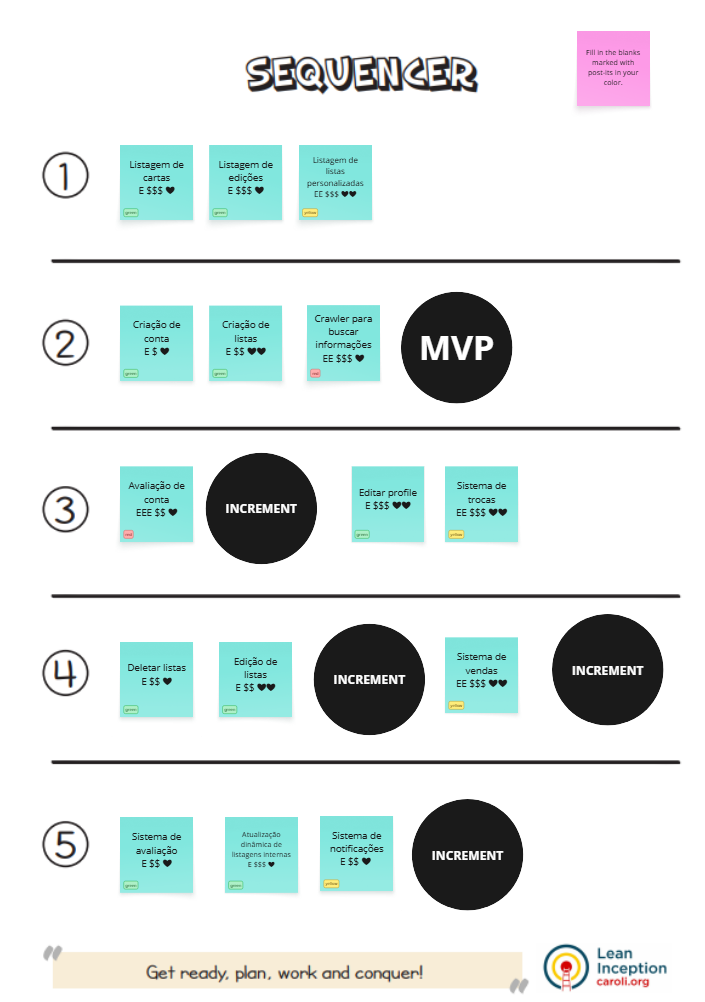 SEQUENCER
Fill in the blanks
marked with
post-its in your
color.
1
Listagem de
cartas
E $$$ ♥
green
Listagem de
edições
E $$$ ♥
green
Listagem de
listas
personalizadas
EE $$$ ♥♥
yellow
2
Criação de
conta
E $ ♥
green
Criação de
listas
E $$ ♥♥
green
Crawler para
buscar
informações
EE $$$ ♥
red
MVP
3
Avaliação de
conta
EEE $$ ♥
red
INCREMENT
Editar profile
E $$$ ♥♥
green
Sistema de
trocas
EE $$$ ♥♥
yellow
4
Deletar listas
E $$ ♥
green
Edição de
listas
E $$ ♥♥
green
INCREMENT
Sistema de
vendas
EE $$$ ♥♥
yellow
INCREMENT
5
Sistema de
avaliação
E $$ ♥
green
Atualização
dinâmica de
listagens internas
E $$$ ♥
green
Sistema de
notificações
E $$ ♥
yellow
INCREMENT
"Get ready, plan, work and conquer!"
Lean
Inception
caroli.org